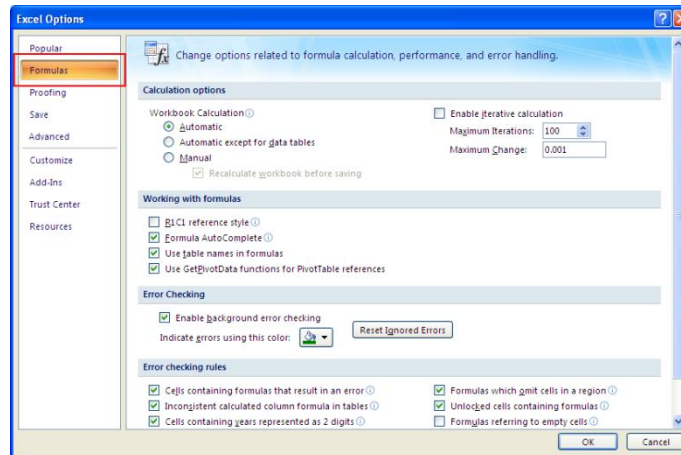 Excel Options
Popular
Formulas
Proofing
Save
Advanced
Customize
Add-Ins
Trust Center
Resources
Change options related to formula calculation, performance, and error handling.
Calculation options
Workbook Calculation
Automatic
Automatic except for data tables
Manual
Recalculate workbook before saving
Enable iterative calculation
Maximum Iterations: 100
Maximum Change: 0.001
Working with formulas
R1C1 reference style
Formula AutoComplete
Use table names in formulas
Use GetPivotData functions for PivotTable references
Error Checking
Enable background error checking
Indicate errors using this color:
Reset Ignored Errors
Error checking rules
Cells containing formulas that result in an error
Inconsistent calculated column formula in tables
Cells containing years represented as 2 digits
Formulas which omit cells in a region
Unlocked cells containing formulas
Formulas referring to empty cells
OK
Cancel